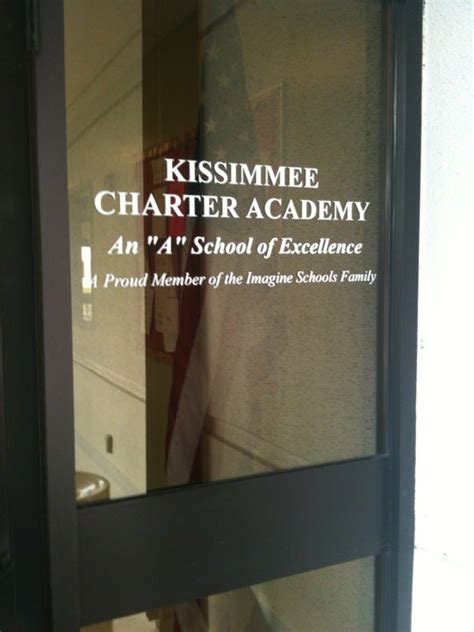 KISSIMMEE
CHARTER ACADEMY
An "A" School of Excellence
A Proud Member of the Imagine Schools Family